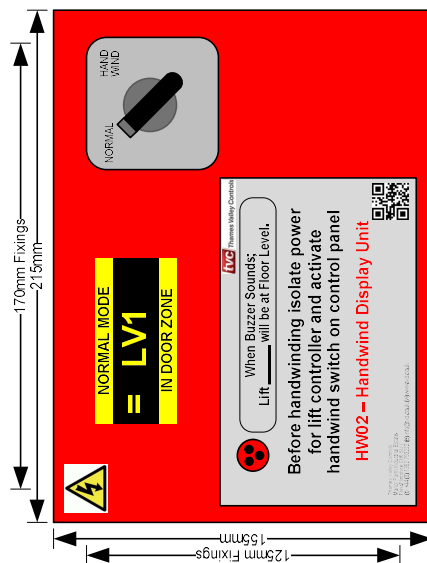 170mm Fixings
215mm
155mm
125mm Fixings
NORMAL
HAND
WIND
NORMAL MODE
= LV1
IN DOOR ZONE
tvc Thames Valley Controls
When Buzzer Sounds;
Lift ____ will be at Floor Level.
Before handwinding isolate power
for lift controller and activate
handwind switch on control panel
HW02 – Handwind Display Unit